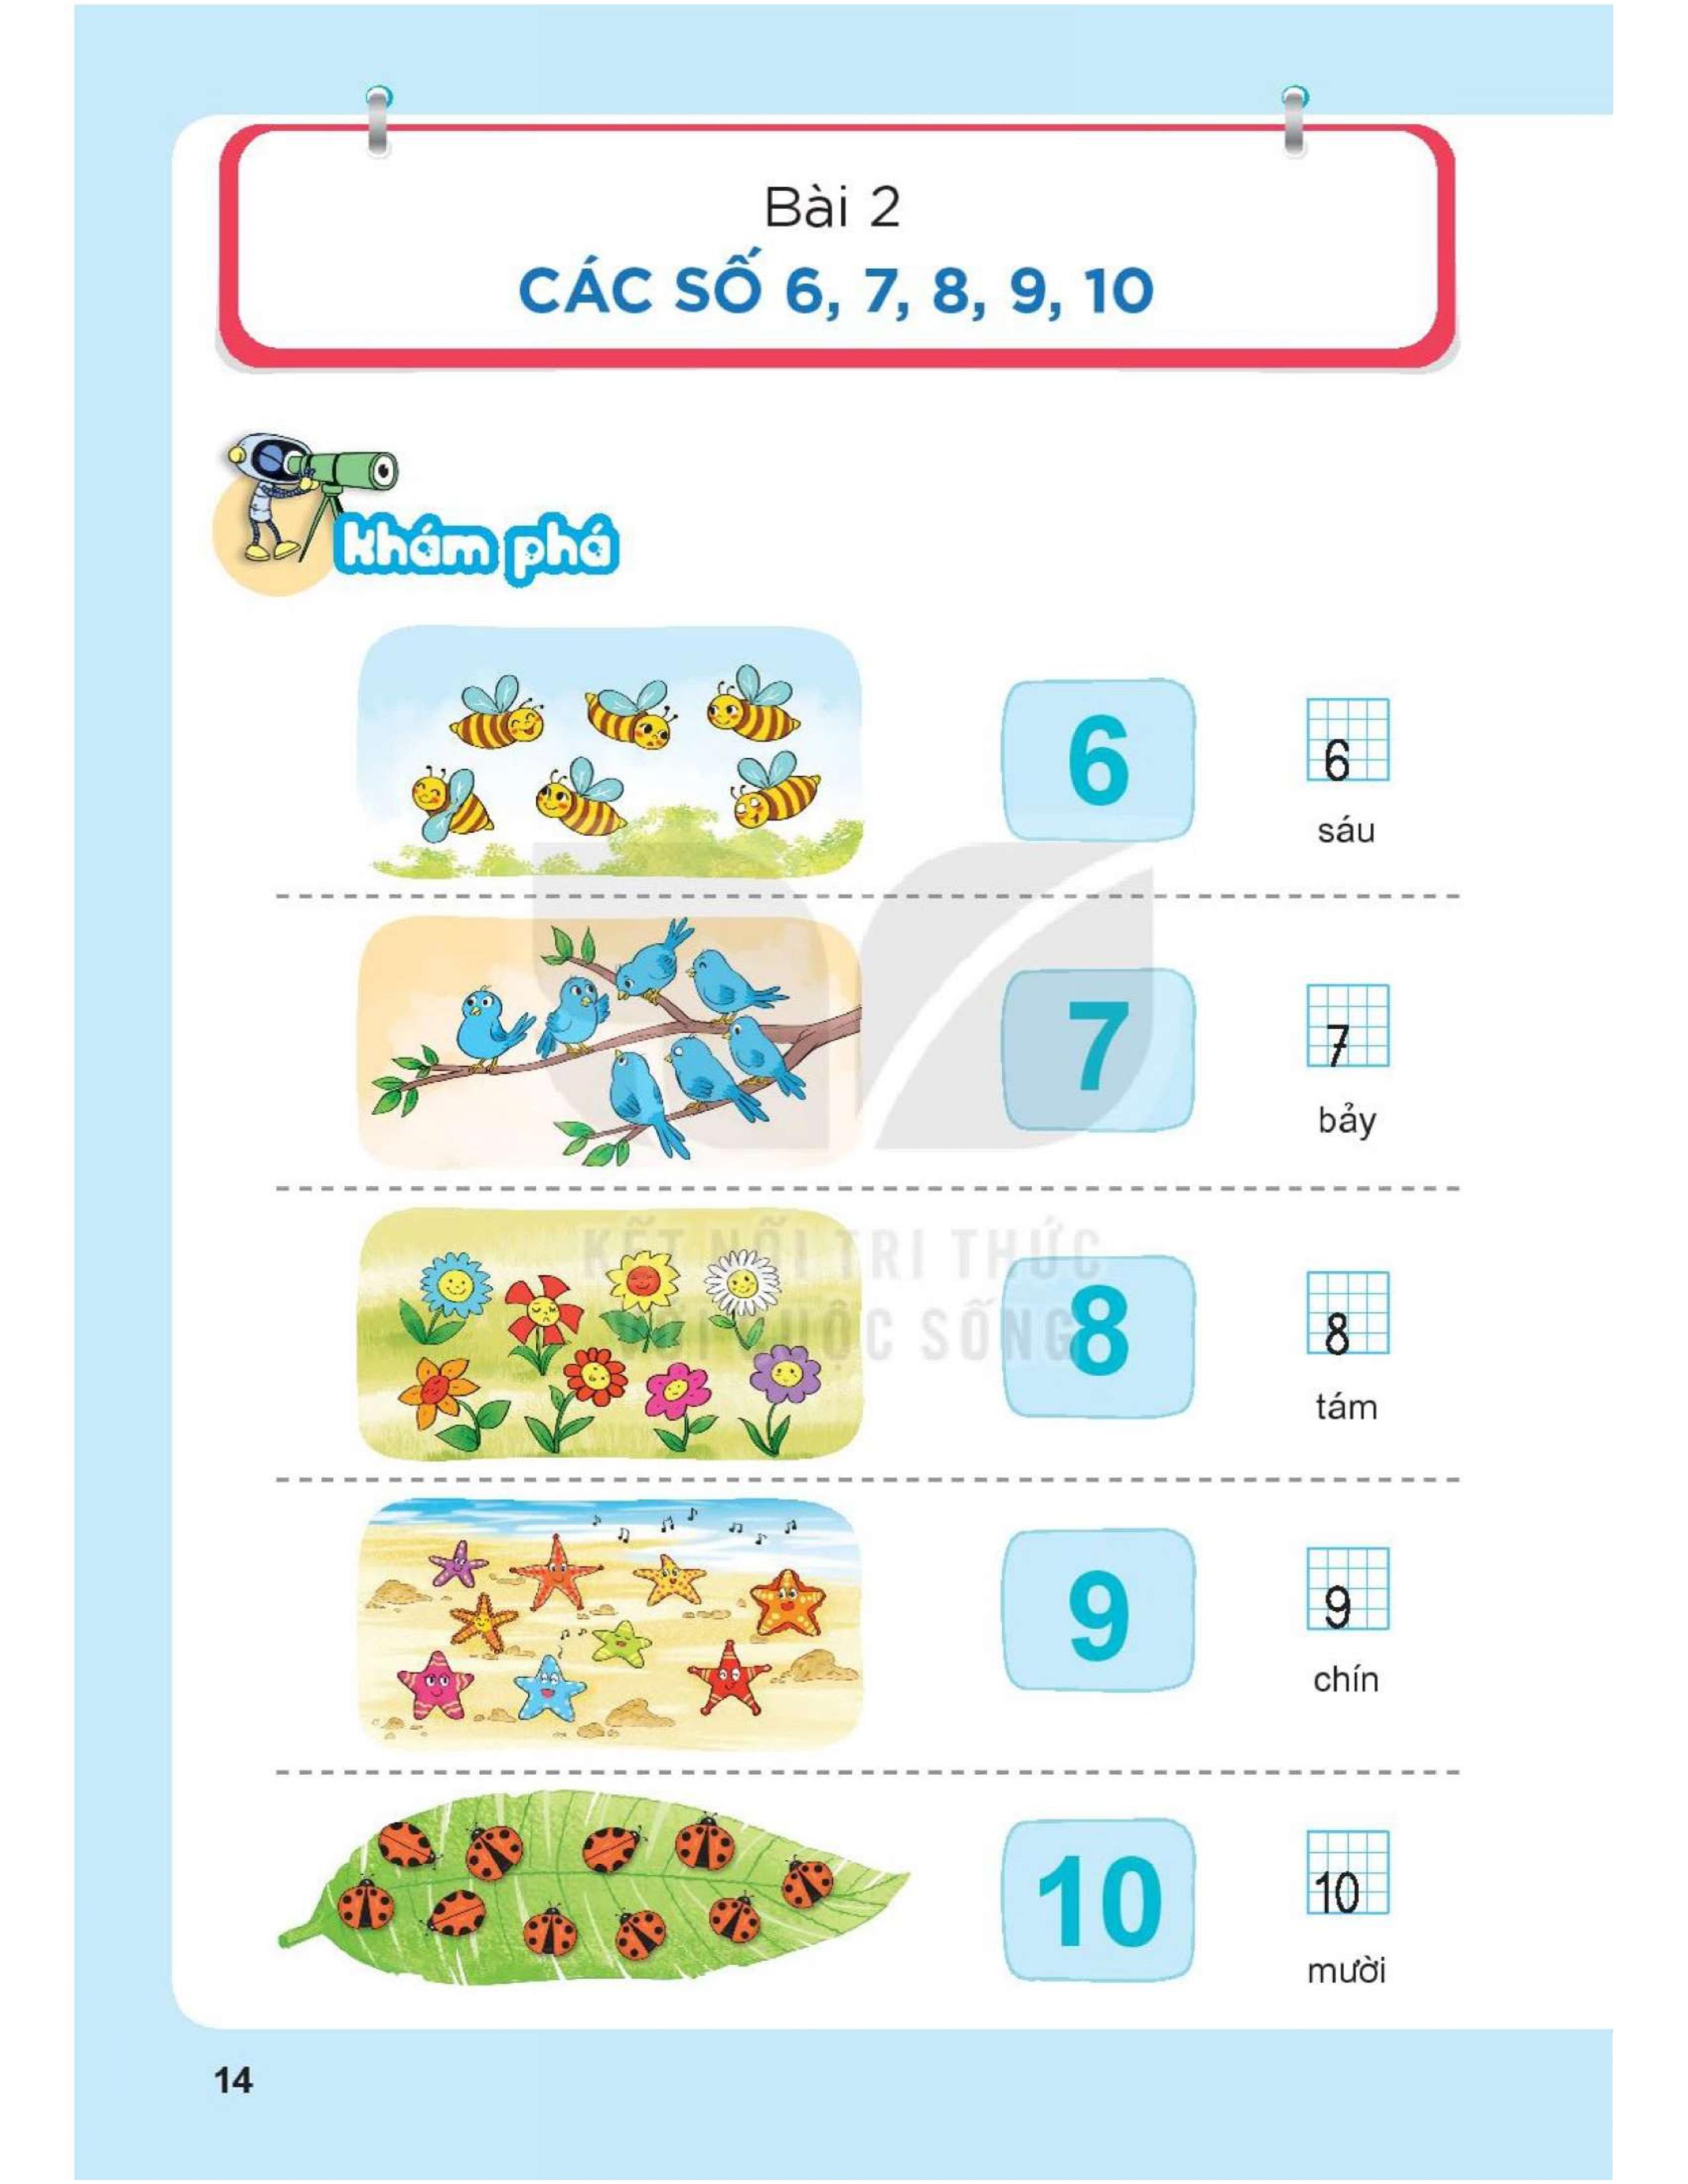 Bài 2
CÁC SỐ 6, 7, 8, 9, 10
Khám phá
6
6
sáu
7
7
bảy
KẾT NỐI TRI THỨC
VỚI CUỘC SỐNG
8
8
tám
9
9
chín
10
10
mười
14